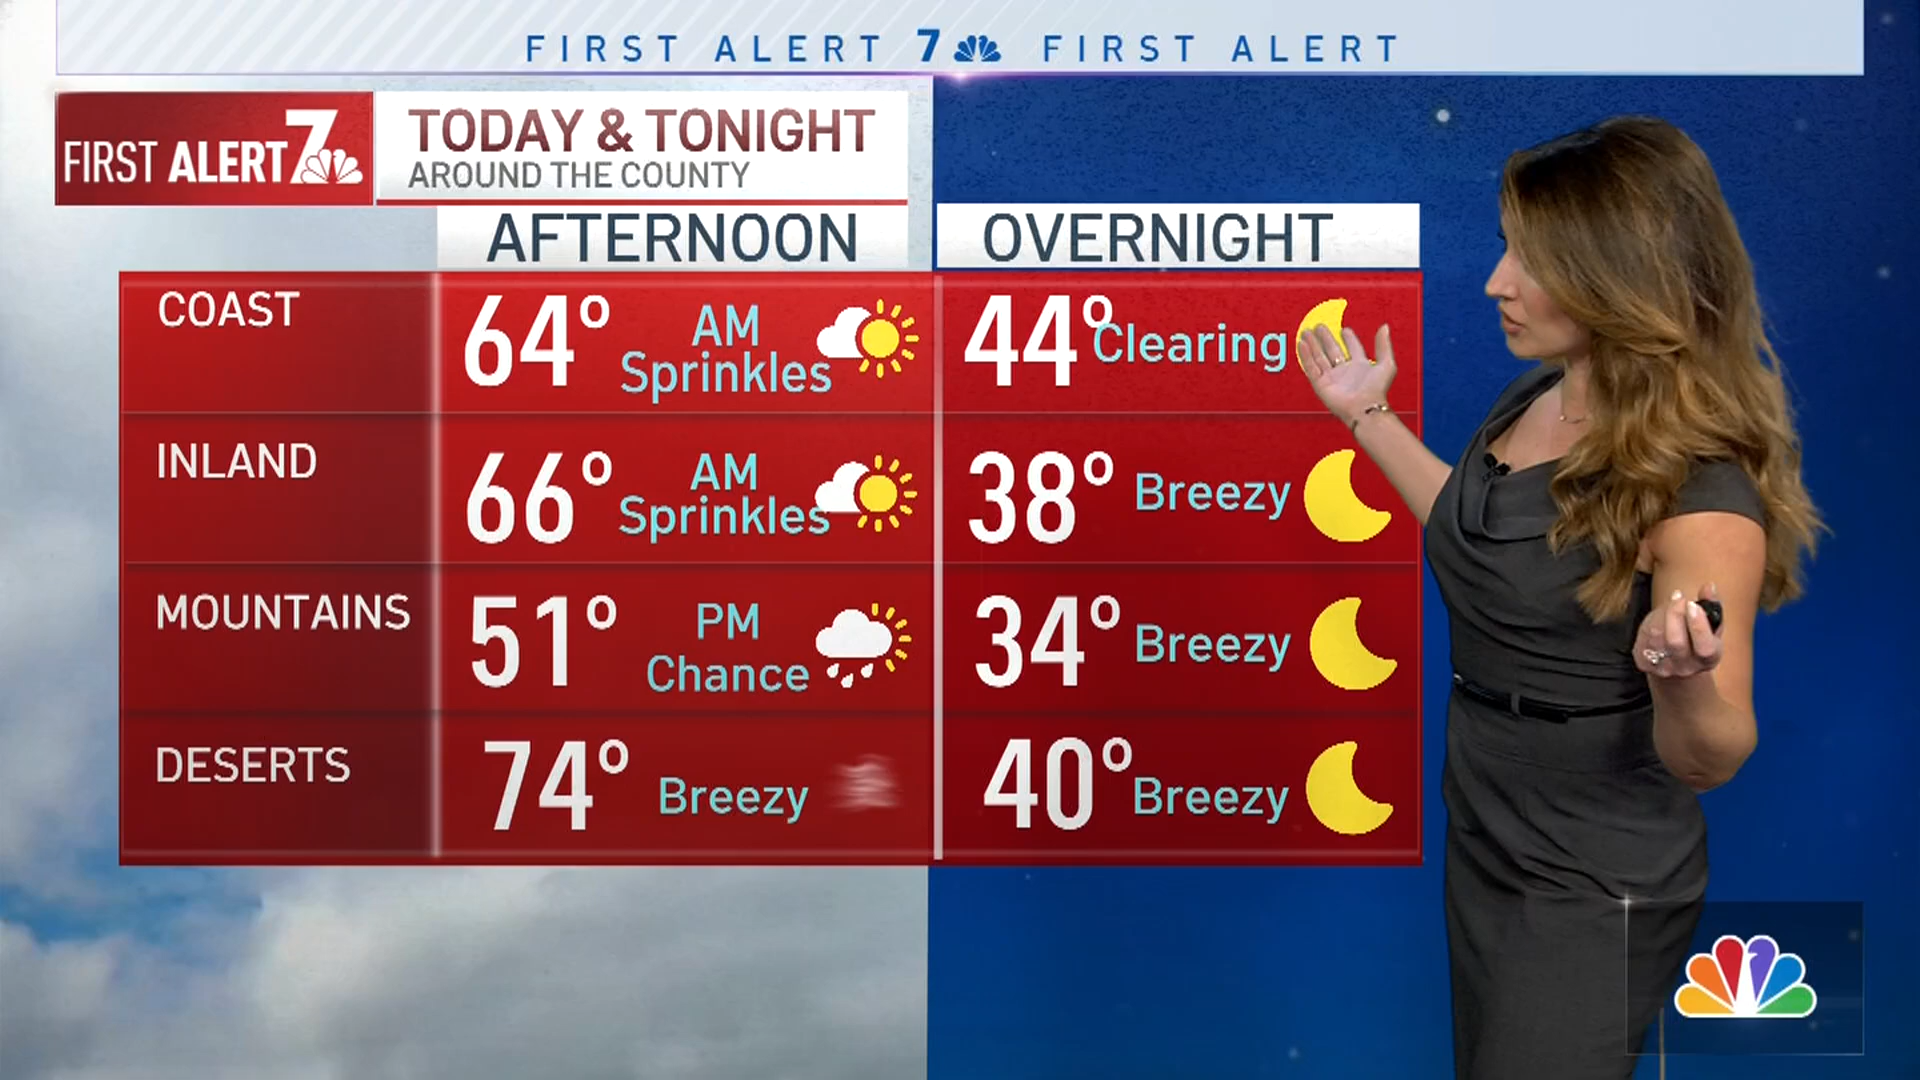 FIRST ALERT 7 FIRST ALERT
FIRST ALERT 7
TODAY & TONIGHT
AROUND THE COUNTY
AFTERNOON
OVERNIGHT
COAST
64°
AM
Sprinkles
44°
Clearing
INLAND
66°
AM
Sprinkles
38°
Breezy
MOUNTAINS
51°
PM
Chance
34°
Breezy
DESERTS
74°
Breezy
40°
Breezy